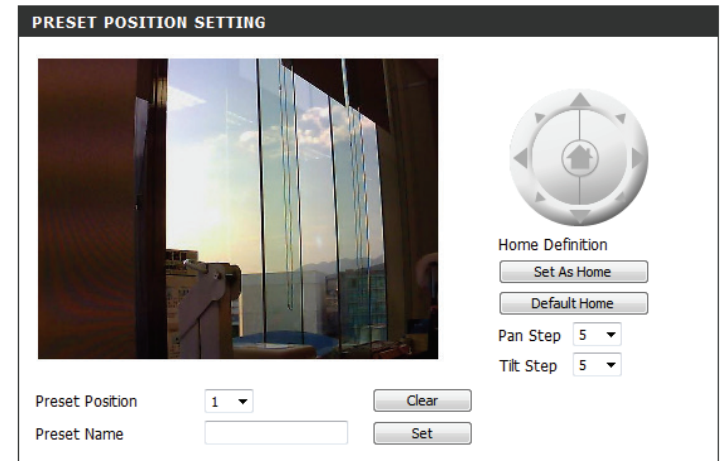 PRESET POSITION SETTING
Home Definition
Set As Home
Default Home
Pan Step 5
Tilt Step 5
Preset Position 1 Clear
Preset Name Set